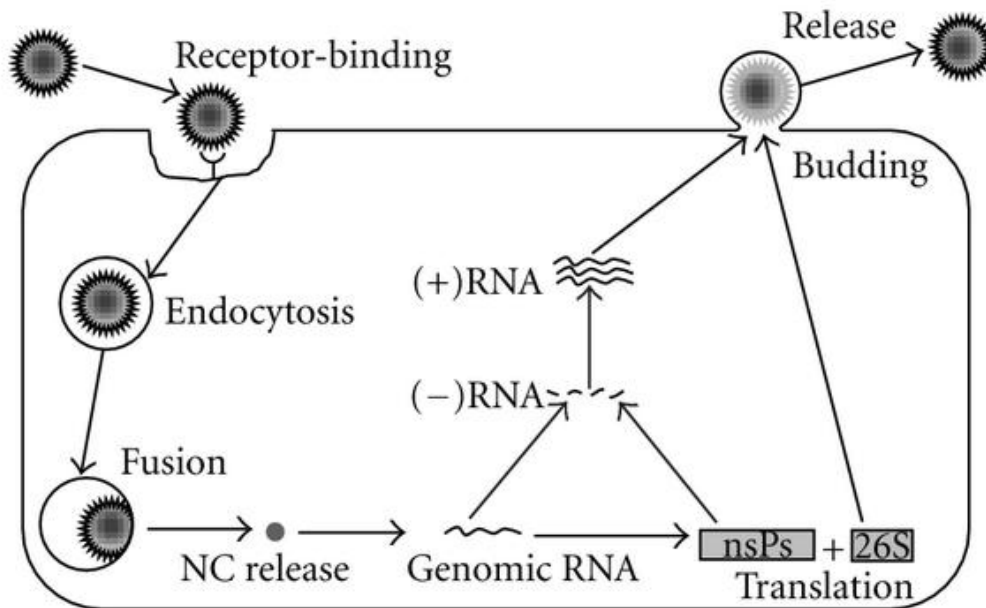 Release
Receptor-binding
Budding
(+)RNA
Endocytosis
(−)RNA
Fusion
nsPs + 26S
NC release
Genomic RNA
Translation